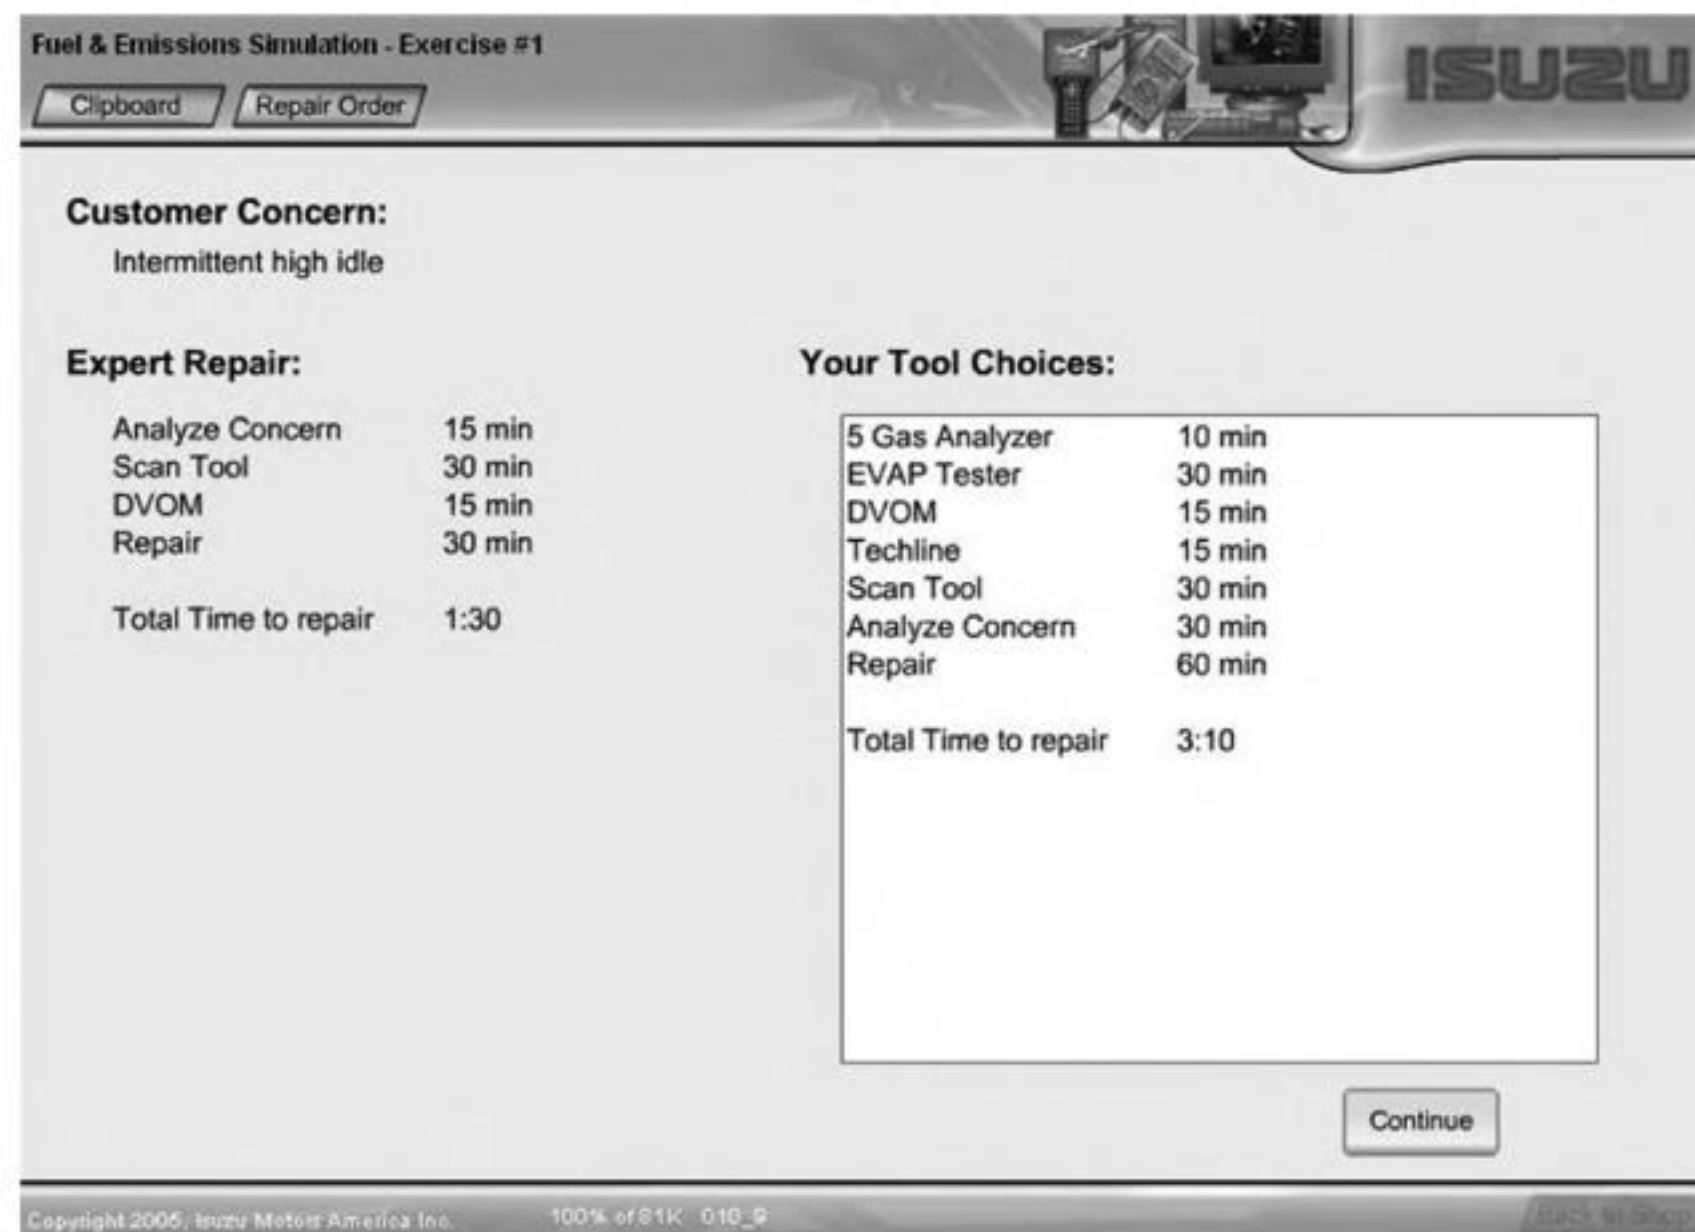 Fuel & Emissions Simulation - Exercise #1
ISUZU
Clipboard
Repair Order
Customer Concern:
Intermittent high idle
Expert Repair:
Analyze Concern 15 min
Scan Tool 30 min
DVOM 15 min
Repair 30 min
Total Time to repair 1:30
Your Tool Choices:
5 Gas Analyzer 10 min
EVAP Tester 30 min
DVOM 15 min
Techline 15 min
Scan Tool 30 min
Analyze Concern 30 min
Repair 60 min
Total Time to repair 3:10
Continue
Copyright 2005, Isuzu Motors America Inc. 100% of 81K 010_9
Back to Shop